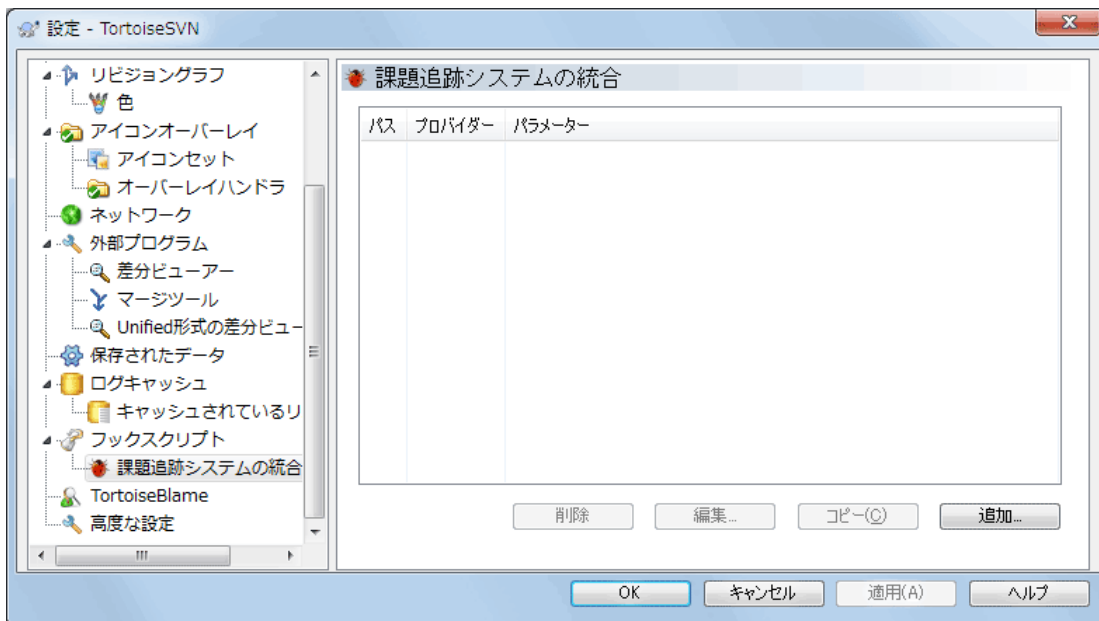 設定 - TortoiseSVN
リビジョングラフ
色
アイコンオーバーレイ
アイコンセット
オーバーレイハンドラ
ネットワーク
外部プログラム
差分ビューアー
マージツール
Unified形式の差分ビュー
保存されたデータ
ログキャッシュ
キャッシュされているリ
フックスクリプト
課題追跡システムの統合
TortoiseBlame
高度な設定
課題追跡システムの統合
パス プロバイダー パラメーター
削除 編集... コピー(C) 追加...
OK キャンセル 適用(A) ヘルプ